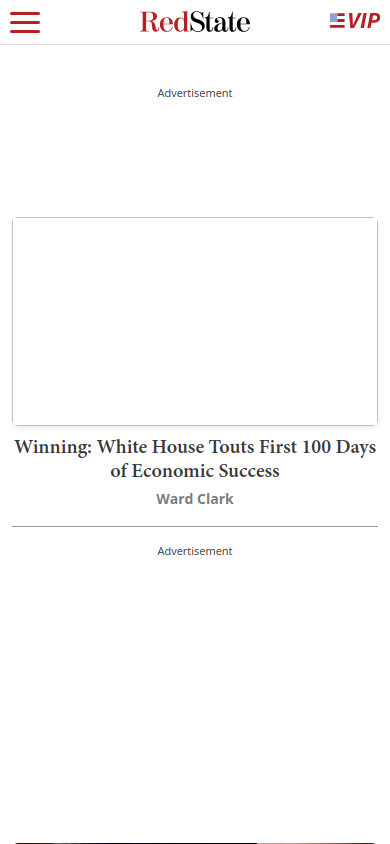 RedState
VIP
Advertisement
Winning: White House Touts First 100 Days
of Economic Success
Ward Clark
Advertisement